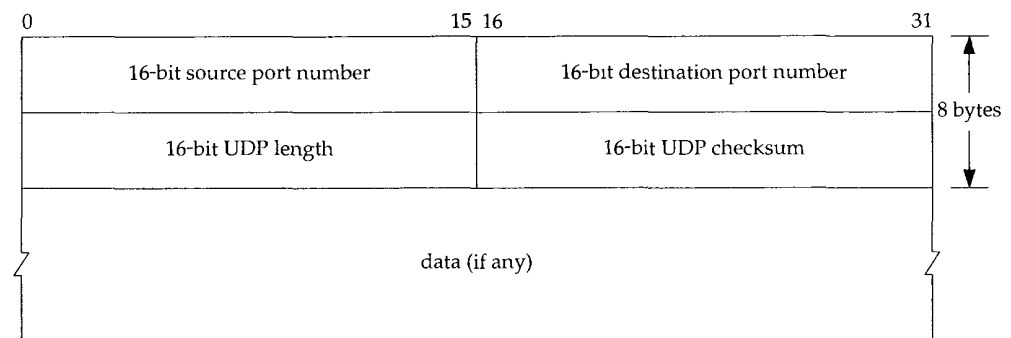 0 15 16 31
16-bit source port number 16-bit destination port number
8 bytes
16-bit UDP length 16-bit UDP checksum
data (if any)